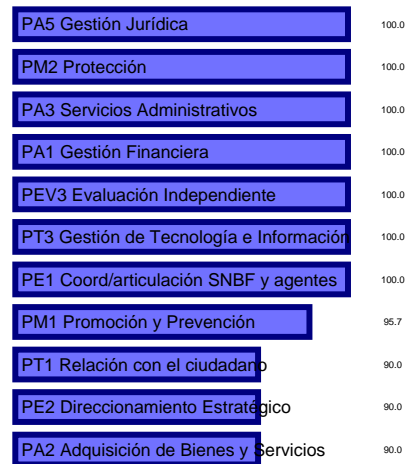 PA5 Gestión Jurídica 100.0
PM2 Protección 100.0
PA3 Servicios Administrativos 100.0
PA1 Gestión Financiera 100.0
PEV3 Evaluación Independiente 100.0
PT3 Gestión de Tecnología e Información 100.0
PE1 Coord/articulación SNBF y agentes 100.0
PM1 Promoción y Prevención 95.7
PT1 Relación con el ciudadano 90.0
PE2 Direccionamiento Estratégico 90.0
PA2 Adquisición de Bienes y Servicios 90.0